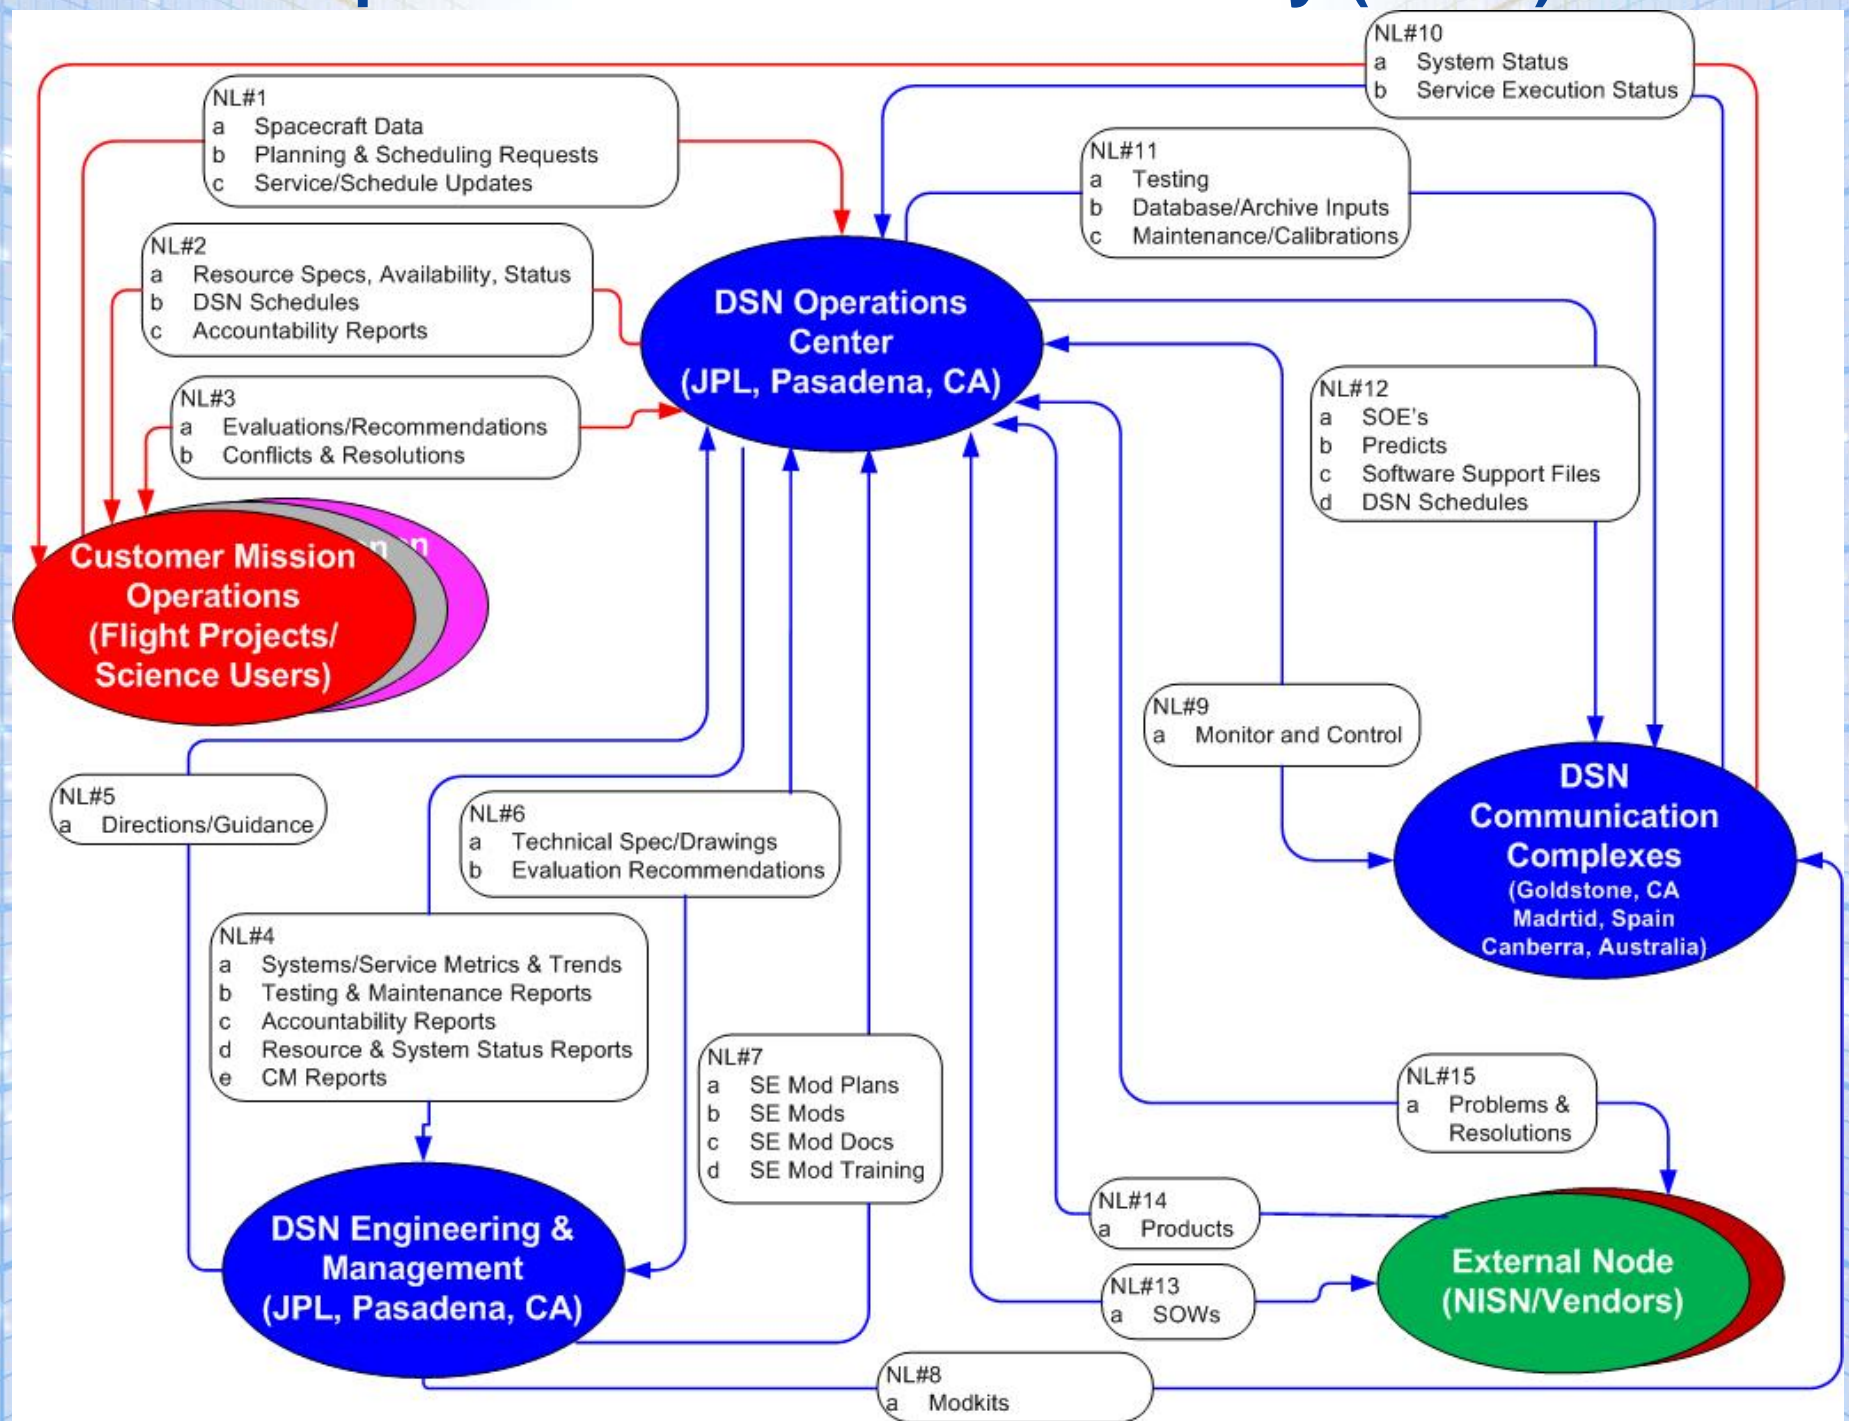 NL#10
a System Status
b Service Execution Status
NL#1
a Spacecraft Data
b Planning & Scheduling Requests
c Service/Schedule Updates
NL#11
a Testing
b Database/Archive Inputs
c Maintenance/Calibrations
NL#2
a Resource Specs, Availability, Status
b DSN Schedules
c Accountability Reports
DSN Operations
Center
(JPL, Pasadena, CA)
NL#3
a Evaluations/Recommendations
b Conflicts & Resolutions
NL#12
a SOE's
b Predicts
c Software Support Files
d DSN Schedules
Customer Mission
Operations
(Flight Projects/
Science Users)
NL#9
a Monitor and Control
NL#5
a Directions/Guidance
NL#6
a Technical Spec/Drawings
b Evaluation Recommendations
DSN
Communication
Complexes
(Goldstone, CA
Madrtid, Spain
Canberra, Australia)
NL#4
a Systems/Service Metrics & Trends
b Testing & Maintenance Reports
c Accountability Reports
d Resource & System Status Reports
e CM Reports
NL#7
a SE Mod Plans
b SE Mods
c SE Mod Docs
d SE Mod Training
NL#15
a Problems &
Resolutions
DSN Engineering &
Management
(JPL, Pasadena, CA)
NL#14
a Products
External Node
(NISN/Vendors)
NL#13
a SOWs
NL#8
a Modkits